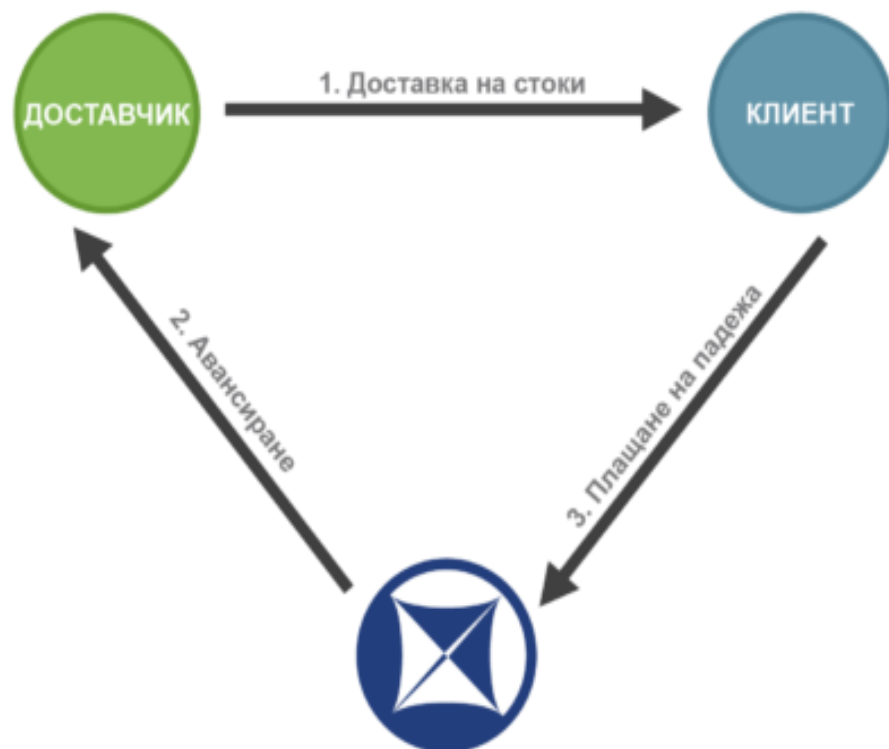 1. Доставка на стоки
ДОСТАВЧИК
КЛИЕНТ
2. Авансиране
3. Плащане на падежа